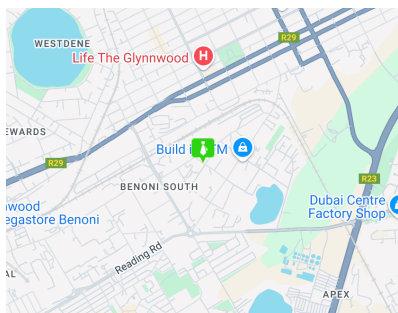 WESTDENE
R29
Life The Glynnwood
H
EWARDS
R29
Build i
M
R23
BENONI SOUTH
Dubai Centre
Factory Shop
owood
egastore Benoni
Reading Rd
AL
APEX